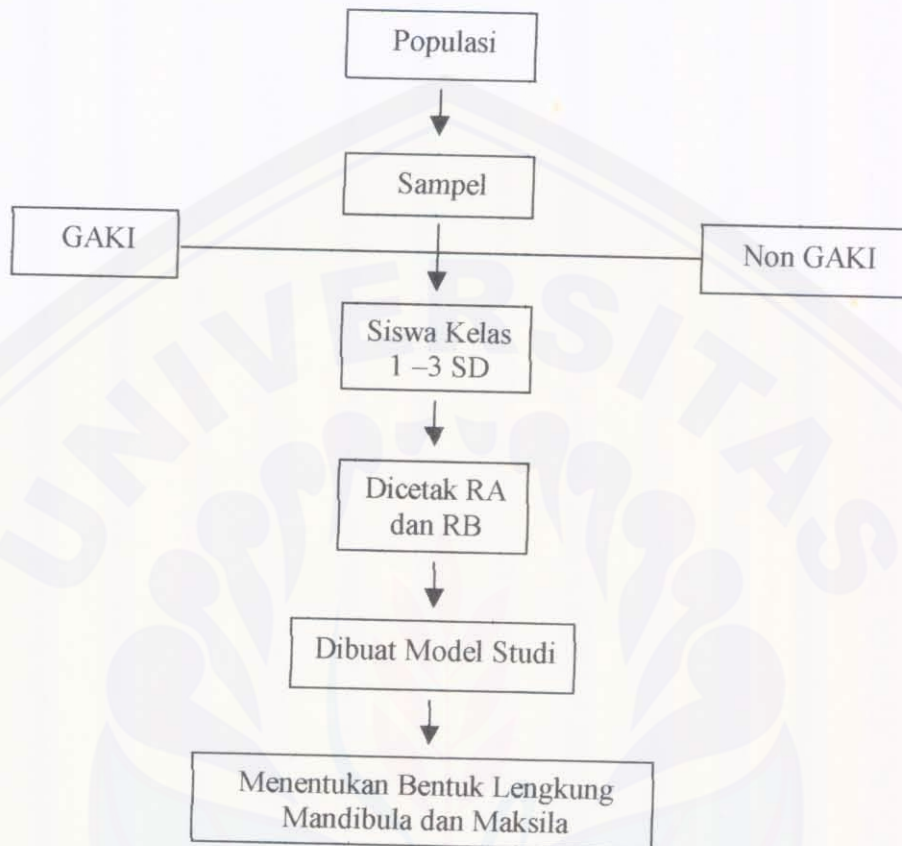 Populasi
Sampel
GAKI
Non GAKI
Siswa Kelas
1 –3 SD
Dicetak RA
dan RB
Dibuat Model Studi
Menentukan Bentuk Lengkung
Mandibula dan Maksila
UNIVERSITAS